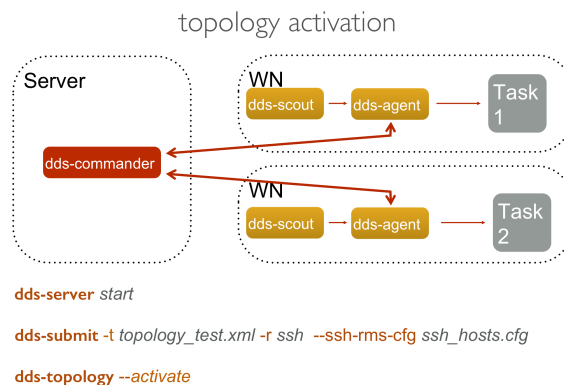 topology activation
Server
WN
dds-scout
dds-agent
Task
1
dds-commander
WN
dds-scout
dds-agent
Task
2
dds-server start
dds-submit -t topology_test.xml -r ssh --ssh-rms-cfg ssh_hosts.cfg
dds-topology --activate